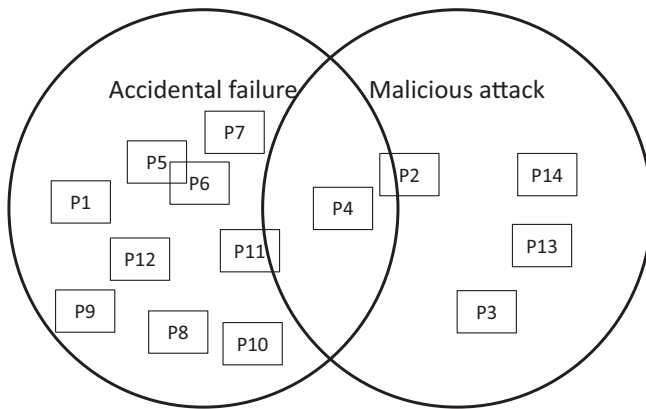 Accidental failure
Malicious attack
P7
P5
P6
P2
P14
P1
P4
P11
P12
P13
P9
P3
P8
P10